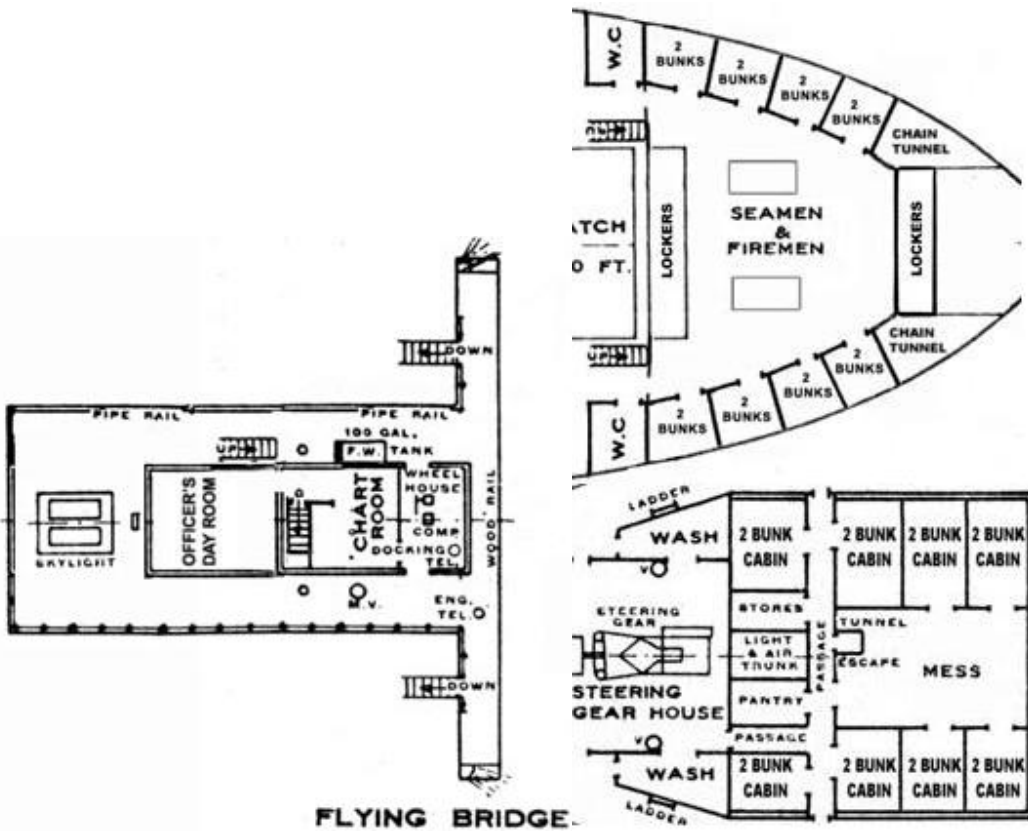 W.C
2
BUNKS
2
BUNKS
2
BUNKS
2
BUNKS
CHAIN
TUNNEL
LOCKERS
SEAMEN
&
FIREMEN
LOCKERS
ATCH
0 FT.
UP
CHAIN
TUNNEL
2
BUNKS
2
BUNKS
2
BUNKS
2
BUNKS
W.C
DOWN
PIPE RAIL
PIPE RAIL
100 GAL.
F.W. TANK
UP
WHEEL
HOUSE
OFFICER'S
DAY ROOM
CHART
ROOM
D
COMP
DOCKING
TEL.
WOOD RAIL
SKYLIGHT
M.V.
ENG.
TEL.
DOWN
FLYING BRIDGE
LADDER
WASH
V
2 BUNK
CABIN
2 BUNK
CABIN
2 BUNK
CABIN
2 BUNK
CABIN
STORES
STEERING
GEAR
LIGHT
& AIR
TRUNK
PASSAGE
TUNNEL
ESCAPE
MESS
STEERING
GEAR HOUSE
PANTRY
PASSAGE
V
WASH
LADDER
2 BUNK
CABIN
2 BUNK
CABIN
2 BUNK
CABIN
2 BUNK
CABIN